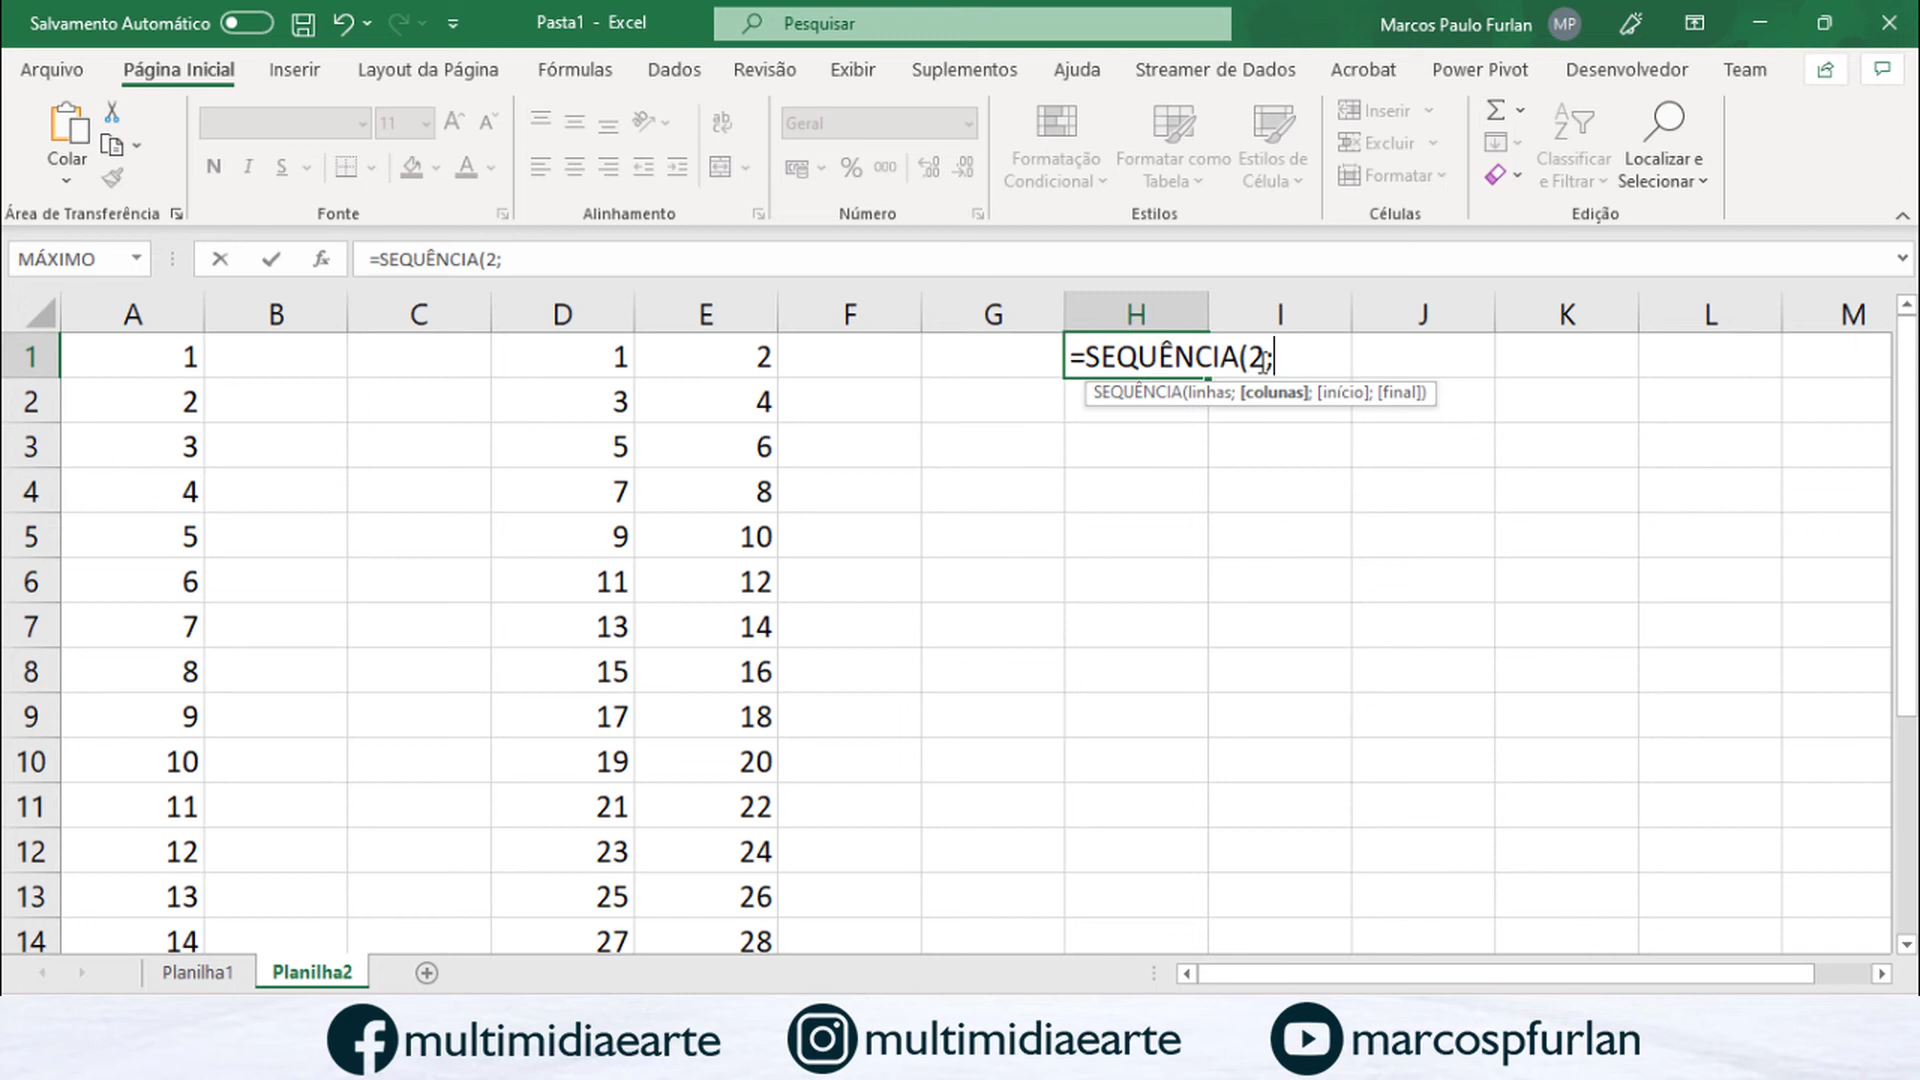 Salvamento Automático Pasta1 - Excel Pesquisar Marcos Paulo Furlan MP
Arquivo Página Inicial Inserir Layout da Página Fórmulas Dados Revisão Exibir Suplementos Ajuda Streamer de Dados Acrobat Power Pivot Desenvolvedor Team
Colar
11
N I S
ab
Geral
% 000
Formatação Condicional
Formatar como Tabela
Estilos de Célula
Inserir
Excluir
Formatar
Classificar e Filtrar
Localizar e Selecionar
Área de Transferência Fonte Alinhamento Número Estilos Células Edição
MÁXIMO fx =SEQUÊNCIA(2;
A B C D E F G H I J K L M
1 1 1 2 =SEQUÊNCIA(2;
SEQUÊNCIA(linhas; [colunas]; [início]; [final])
2 2 3 4
3 3 5 6
4 4 7 8
5 5 9 10
6 6 11 12
7 7 13 14
8 8 15 16
9 9 17 18
10 10 19 20
11 11 21 22
12 12 23 24
13 13 25 26
14 14 27 28
Planilha1 Planilha2
multimidiaearte multimidiaearte marcospfurlan